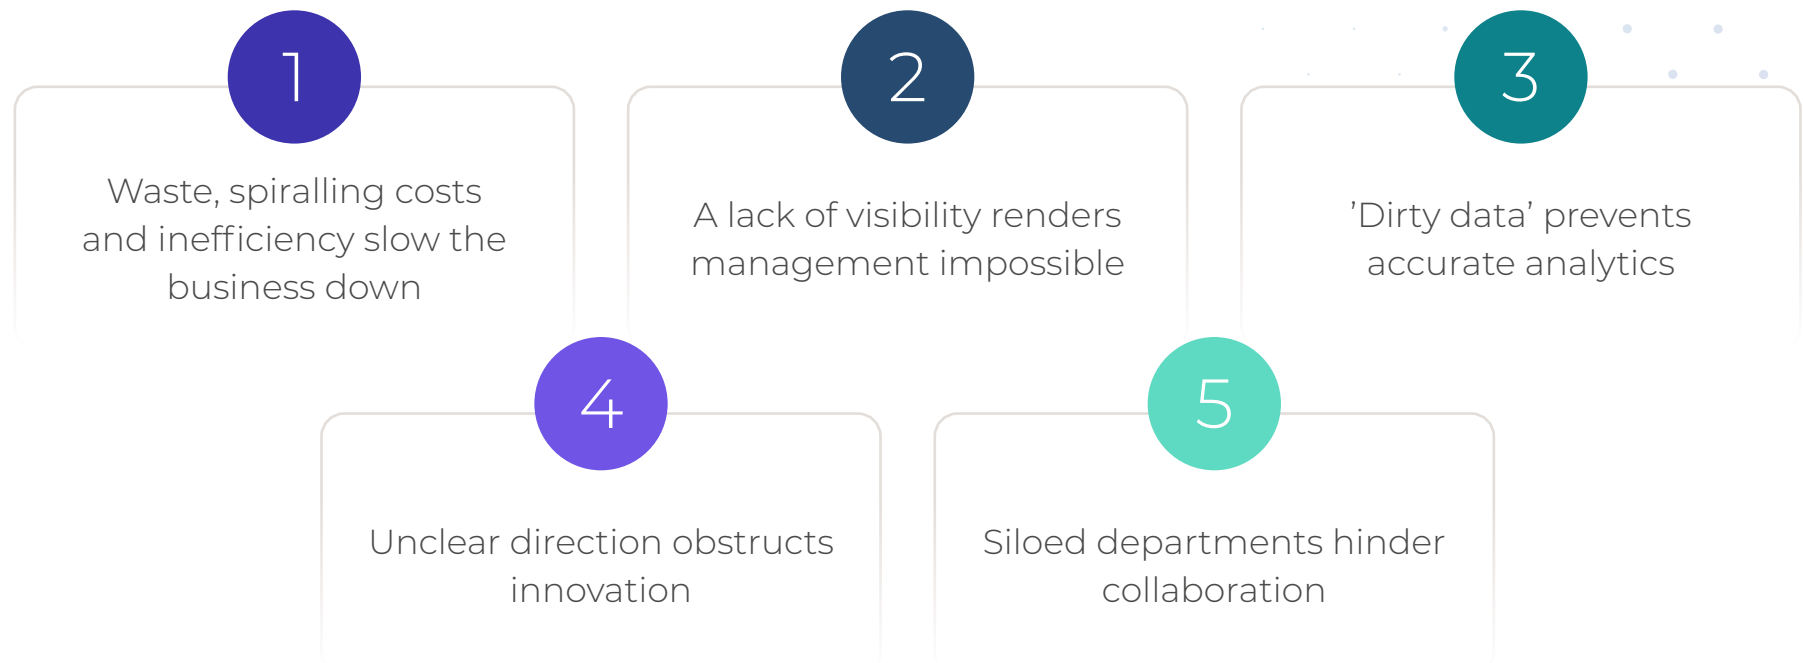 1
Waste, spiralling costs
and inefficiency slow the
business down
2
A lack of visibility renders
management impossible
3
’Dirty data’ prevents
accurate analytics
4
Unclear direction obstructs
innovation
5
Siloed departments hinder
collaboration